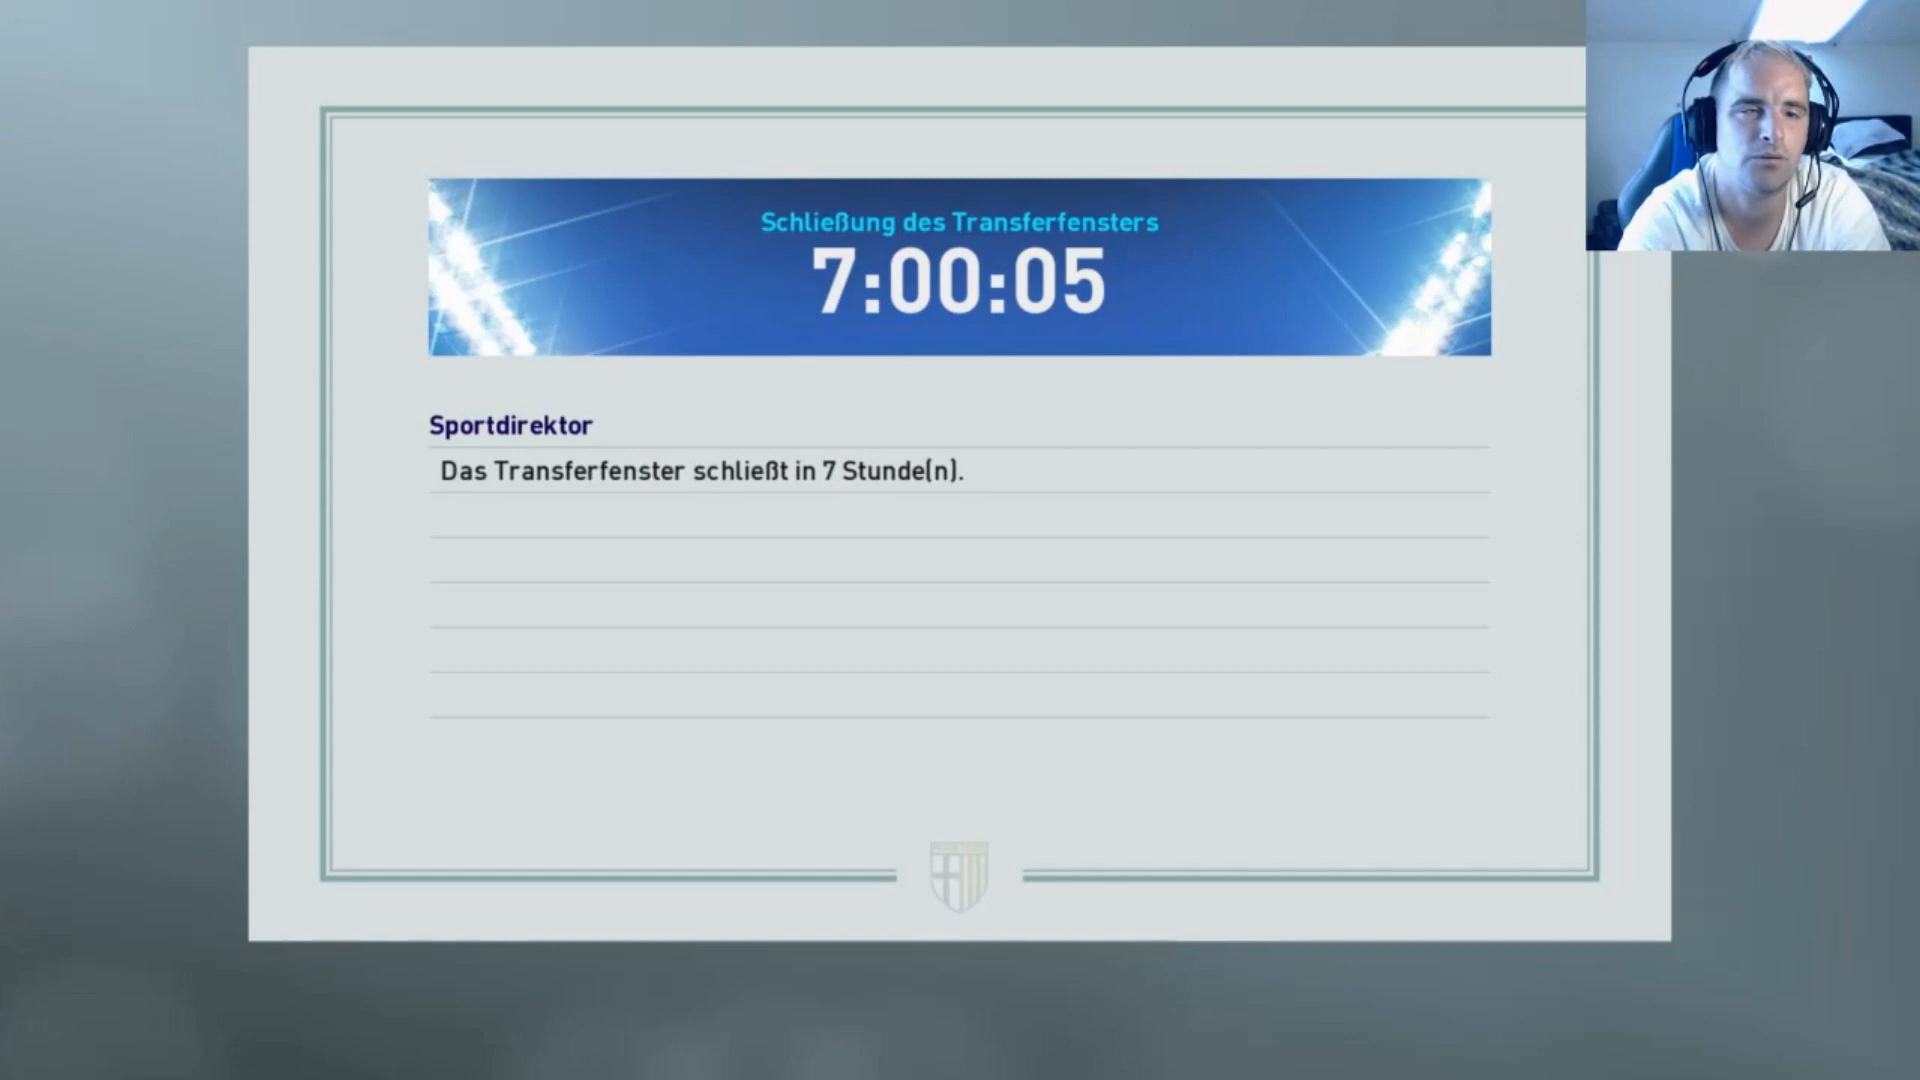 Schließung des Transferfensters
7:00:05
Sportdirektor
Das Transferfenster schließt in 7 Stunde(n).